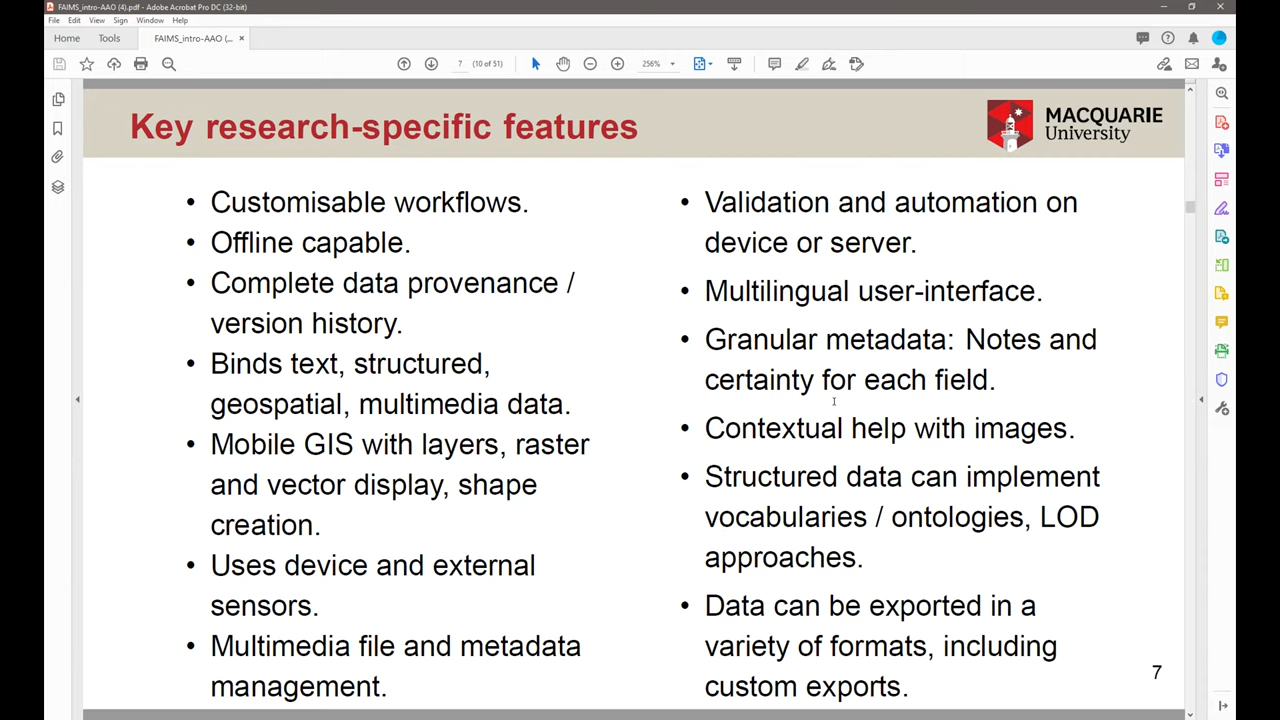 FAIMS_intro-AAO (4).pdf - Adobe Acrobat Pro DC (32-bit)
File Edit View Sign Window Help
Home Tools FAIMS_intro-AAO (... ×
7 (10 of 51) 256%
Key research-specific features
MACQUARIE
University
• Customisable workflows.
• Offline capable.
• Complete data provenance /
version history.
• Binds text, structured,
geospatial, multimedia data.
• Mobile GIS with layers, raster
and vector display, shape
creation.
• Uses device and external
sensors.
• Multimedia file and metadata
management.
• Validation and automation on
device or server.
• Multilingual user-interface.
• Granular metadata: Notes and
certainty for each field.
• Contextual help with images.
• Structured data can implement
vocabularies / ontologies, LOD
approaches.
• Data can be exported in a
variety of formats, including
custom exports.
7